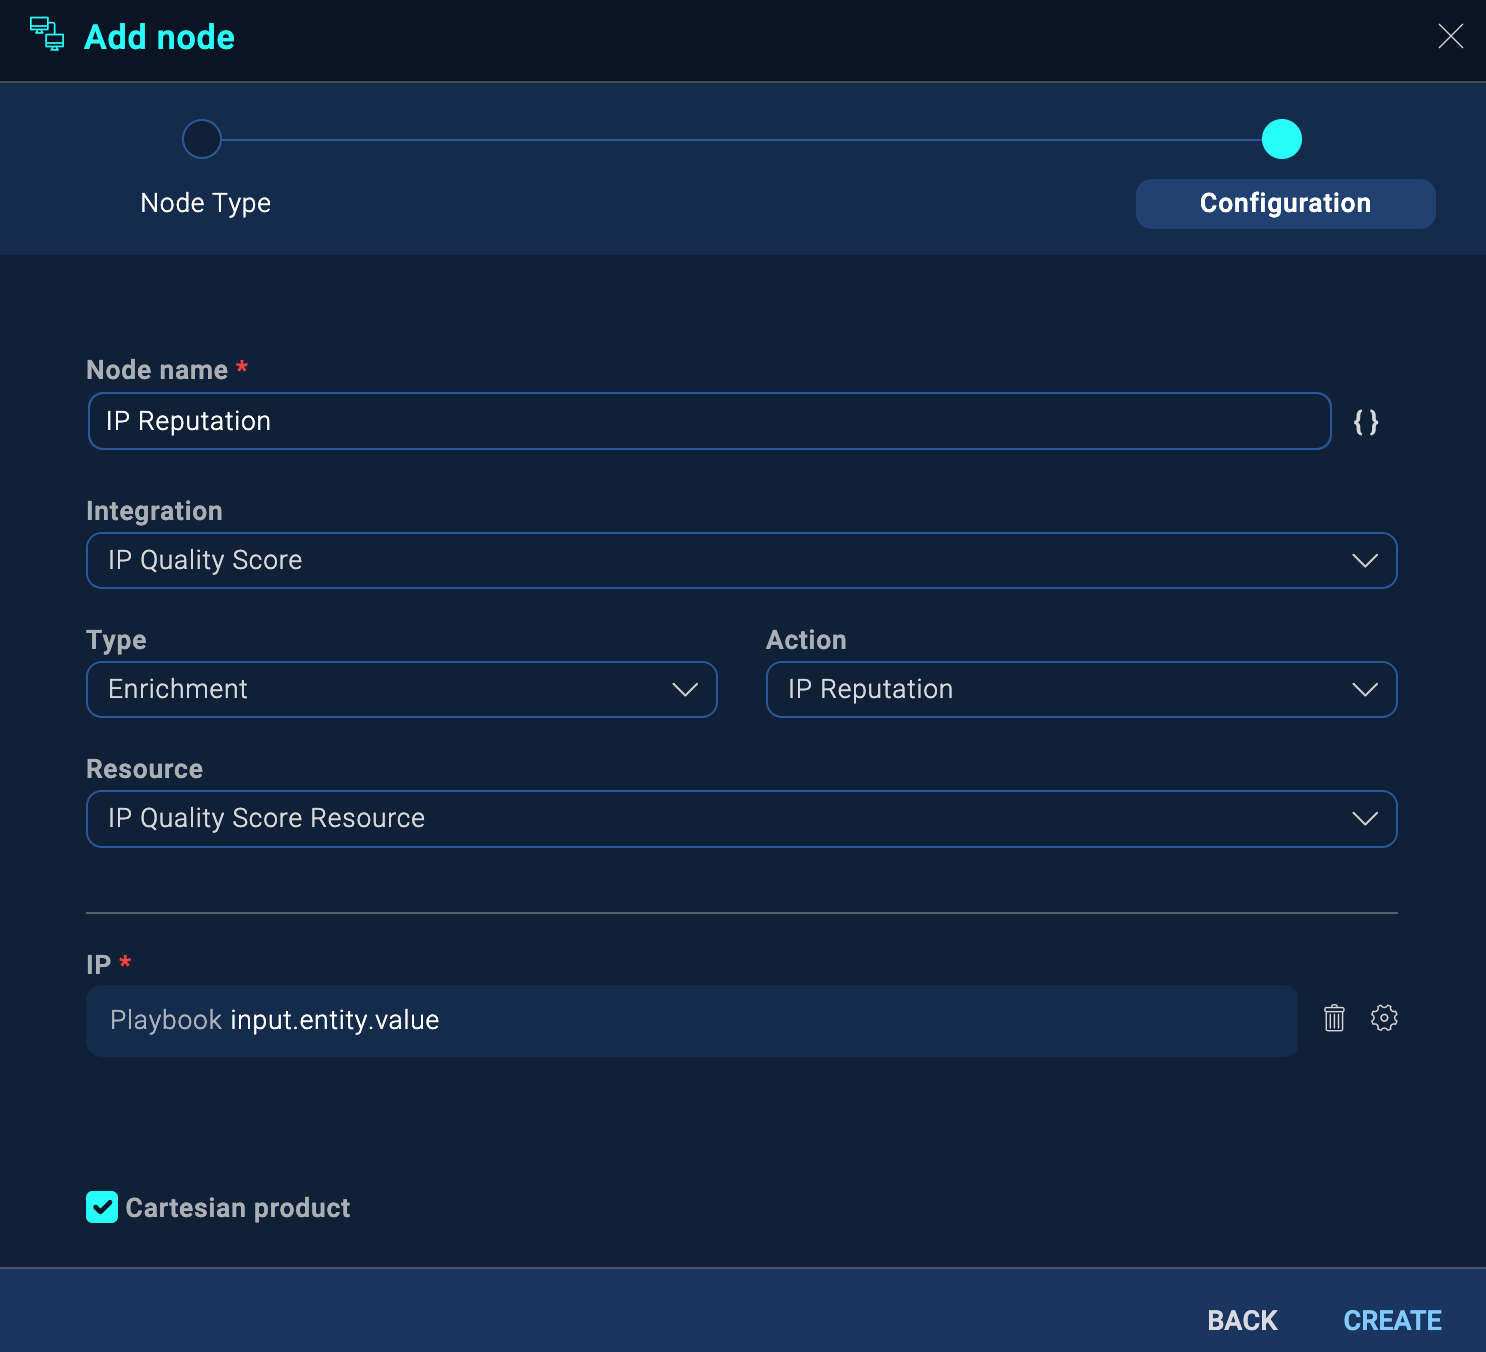 Add node
Node Type
Configuration
Node name *
IP Reputation
{}
Integration
IP Quality Score
Type
Action
Enrichment
IP Reputation
Resource
IP Quality Score Resource
IP *
Playbook input.entity.value
Cartesian product
BACK
CREATE